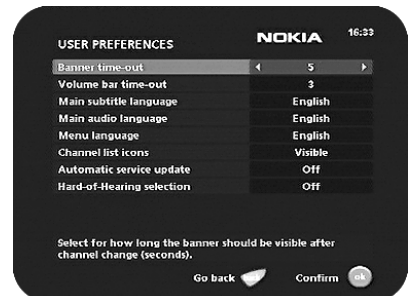 USER PREFERENCES NOKIA 16:33
Banner time-out 5
Volume bar time-out 3
Main subtitle language English
Main audio language English
Menu language English
Channel list icons Visible
Automatic service update Off
Hard-of-Hearing selection Off
Select for how long the banner should be visible after
channel change (seconds).
Go back Confirm ok